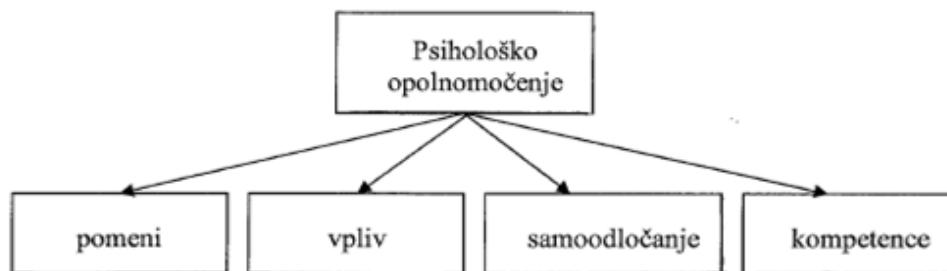 Psihološko
opolnomočenje
pomeni
vpliv
samoodločanje
kompetence